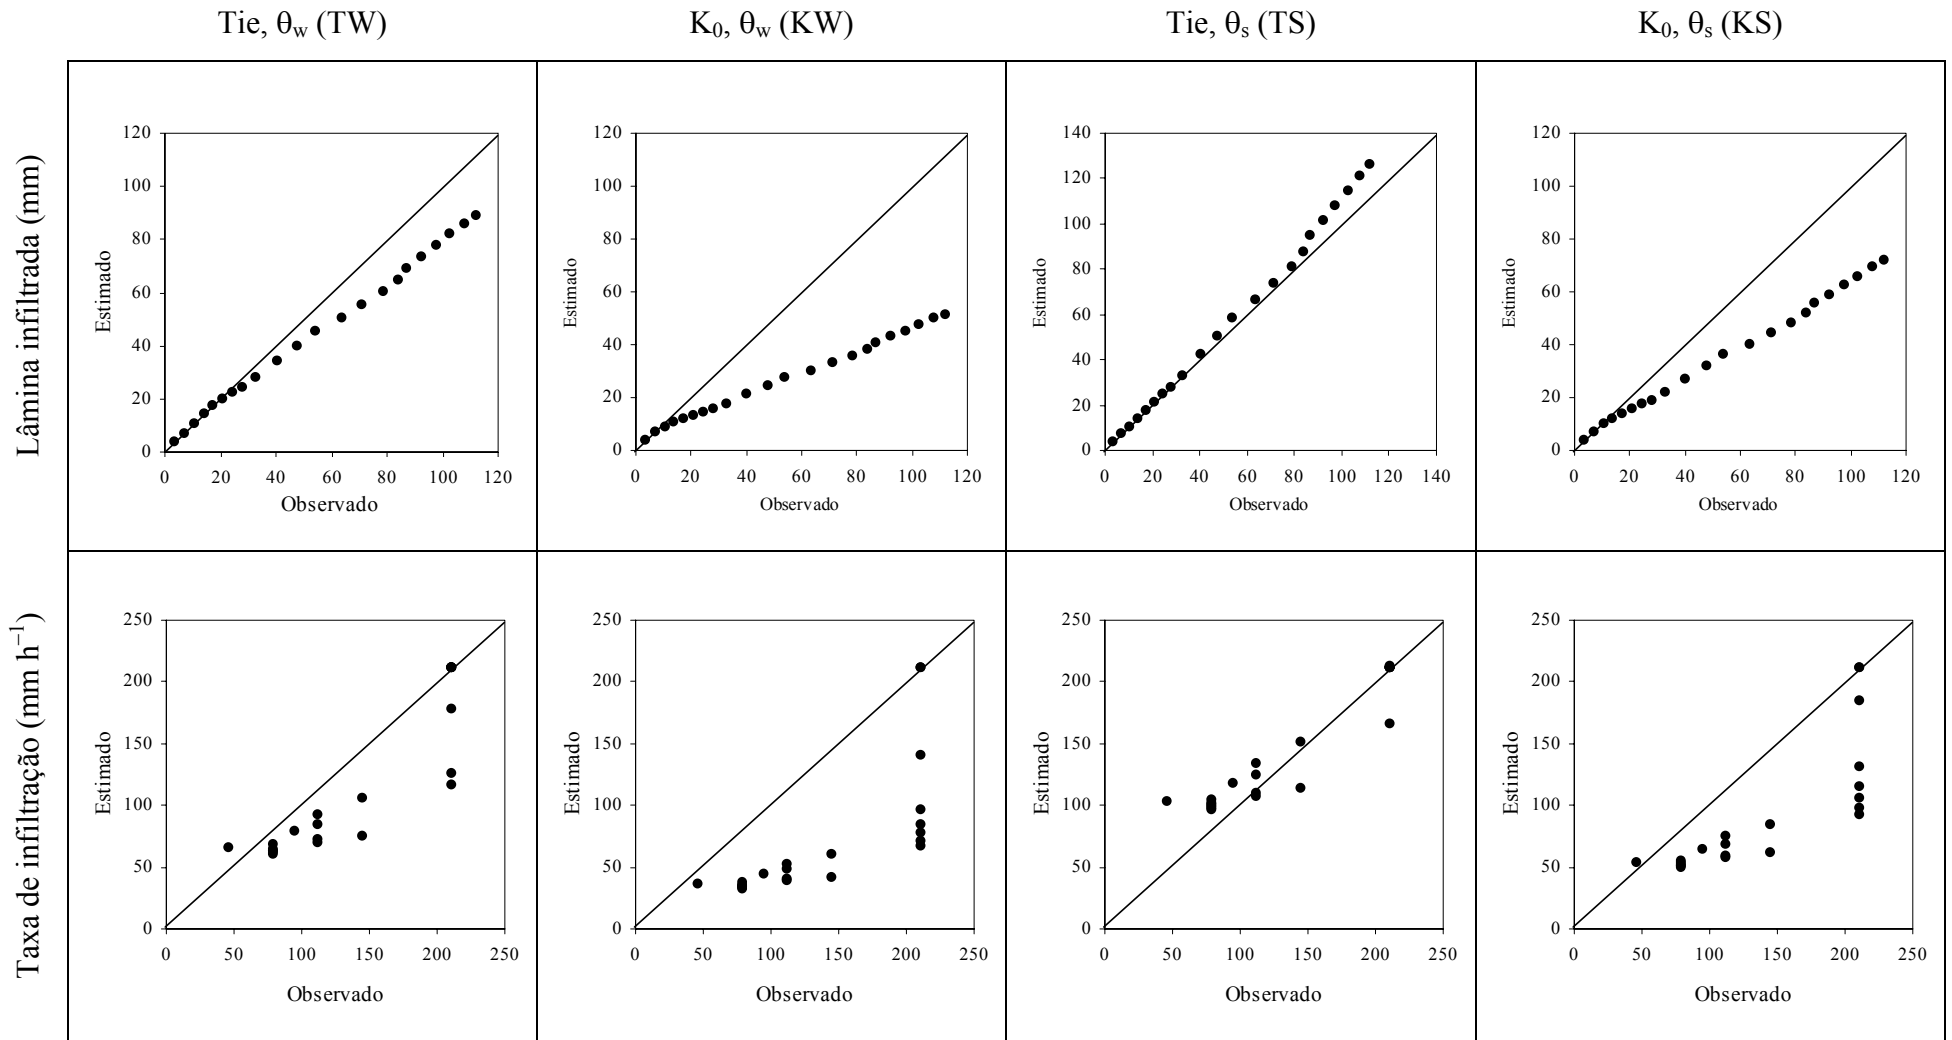 Tie, θw (TW)
K0, θw (KW)
Tie, θs (TS)
K0, θs (KS)
Lâmina infiltrada (mm)
120
100
80
60
40
20
0
Estimado
0 20 40 60 80 100 120
Observado
120
100
80
60
40
20
0
Estimado
0 20 40 60 80 100 120
Observado
140
120
100
80
60
40
20
0
Estimado
0 20 40 60 80 100 120 140
Observado
120
100
80
60
40
20
0
Estimado
0 20 40 60 80 100 120
Observado
Taxa de infiltração (mm h−1)
250
200
150
100
50
0
Estimado
0 50 100 150 200 250
Observado
250
200
150
100
50
0
Estimado
0 50 100 150 200 250
Observado
250
200
150
100
50
0
Estimado
0 50 100 150 200 250
Observado
250
200
150
100
50
0
Estimado
0 50 100 150 200 250
Observado